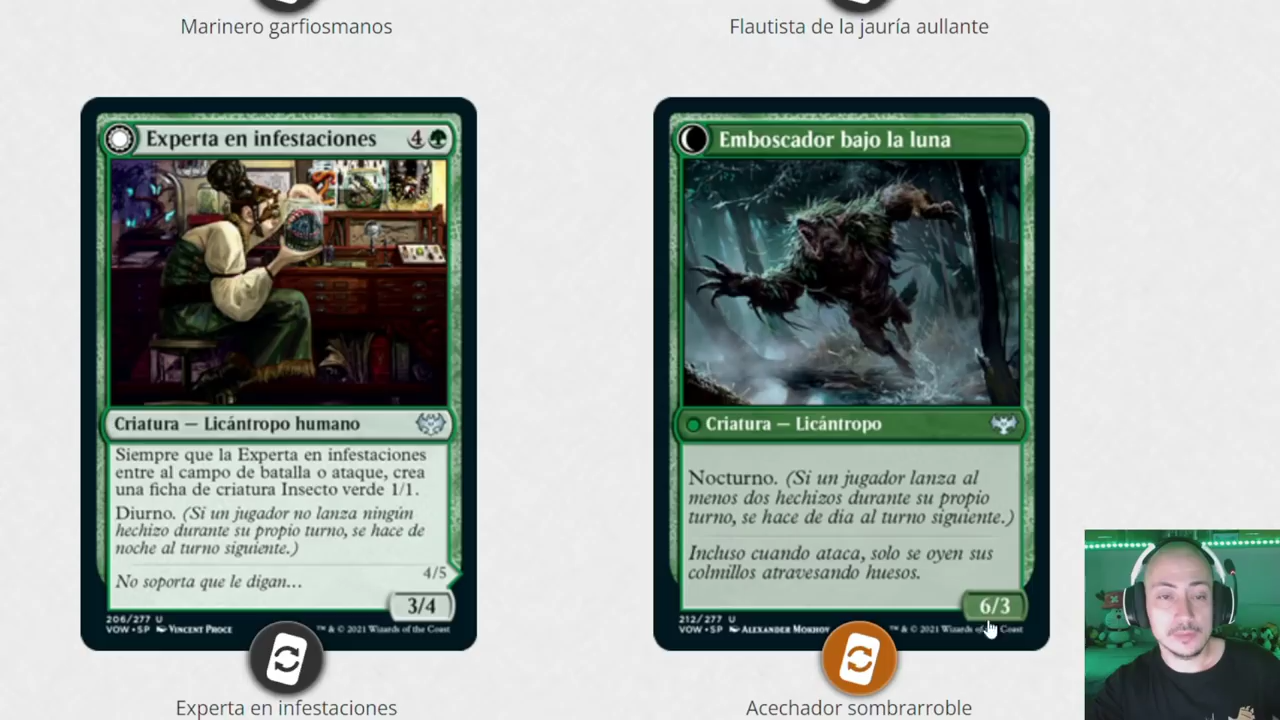 Marinero garfiosmanos
Flautista de la jauría aullante
Experta en infestaciones
4
Criatura — Licántropo humano
Siempre que la Experta en infestaciones
entre al campo de batalla o ataque, crea
una ficha de criatura Insecto verde 1/1.
Diurno. (Si un jugador no lanza ningún
hechizo durante su propio turno, se hace de
noche al turno siguiente.)
No soporta que le digan...
4/5
3/4
206/277 U
VOW • SP VINCENT PROCE
™ & © 2021 Wizards of the Coast
Experta en infestaciones
Emboscador bajo la luna
Criatura — Licántropo
Nocturno. (Si un jugador lanza al
menos dos hechizos durante su propio
turno, se hace de día al turno siguiente.)
Incluso cuando ataca, solo se oyen sus
colmillos atravesando huesos.
6/3
212/277 U
VOW • SP ALEXANDER MOKHOV
™ & © 2021 Wizards of Coast
Acechador sombrarroble